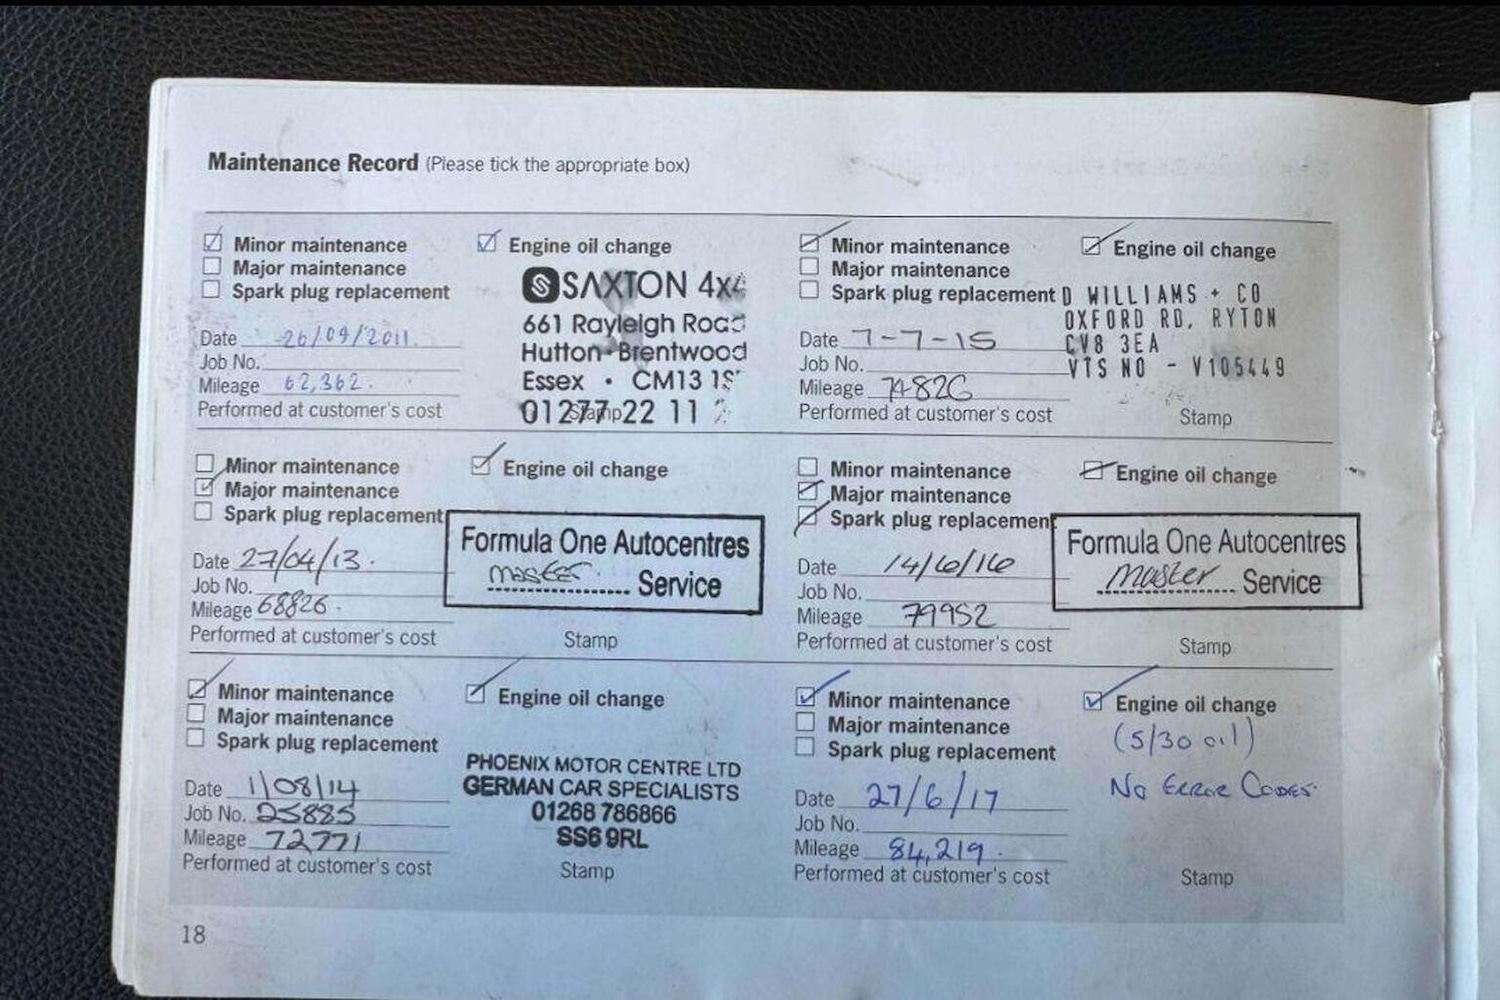 Maintenance Record (Please tick the appropriate box)
Minor maintenance
Engine oil change
Major maintenance
Spark plug replacement
SAXTON 4x4
661 Rayleigh Road
Hutton • Brentwood
Essex • CM13 1S
01277 22 11
Date 26/09/2011.
Job No.
Mileage 62,362.
Performed at customer's cost
Stamp
Minor maintenance
Engine oil change
Major maintenance
Spark plug replacement
Formula One Autocentres
master Service
Date 27/04/13.
Job No.
Mileage 68826.
Performed at customer's cost
Stamp
Minor maintenance
Engine oil change
Major maintenance
Spark plug replacement
PHOENIX MOTOR CENTRE LTD
GERMAN CAR SPECIALISTS
01268 786866
SS6 9RL
Date 1/08/14
Job No. 25885
Mileage 72771
Performed at customer's cost
Stamp
18
Minor maintenance
Engine oil change
Major maintenance
Spark plug replacement
D WILLIAMS + CO
OXFORD RD, RYTON
CV8 3EA
VTS NO - V105449
Date 7-7-15
Job No.
Mileage
Performed at customer's cost
Stamp
Minor maintenance
Engine oil change
Major maintenance
Spark plug replacement
Formula One Autocentres
master Service
Date 14/6/16
Job No.
Mileage 79952
Performed at customer's cost
Stamp
Minor maintenance
Engine oil change
Major maintenance
(5/30 oil)
Spark plug replacement
No Error Codes.
Date 27/6/17
Job No.
Mileage 84,219.
Performed at customer's cost
Stamp